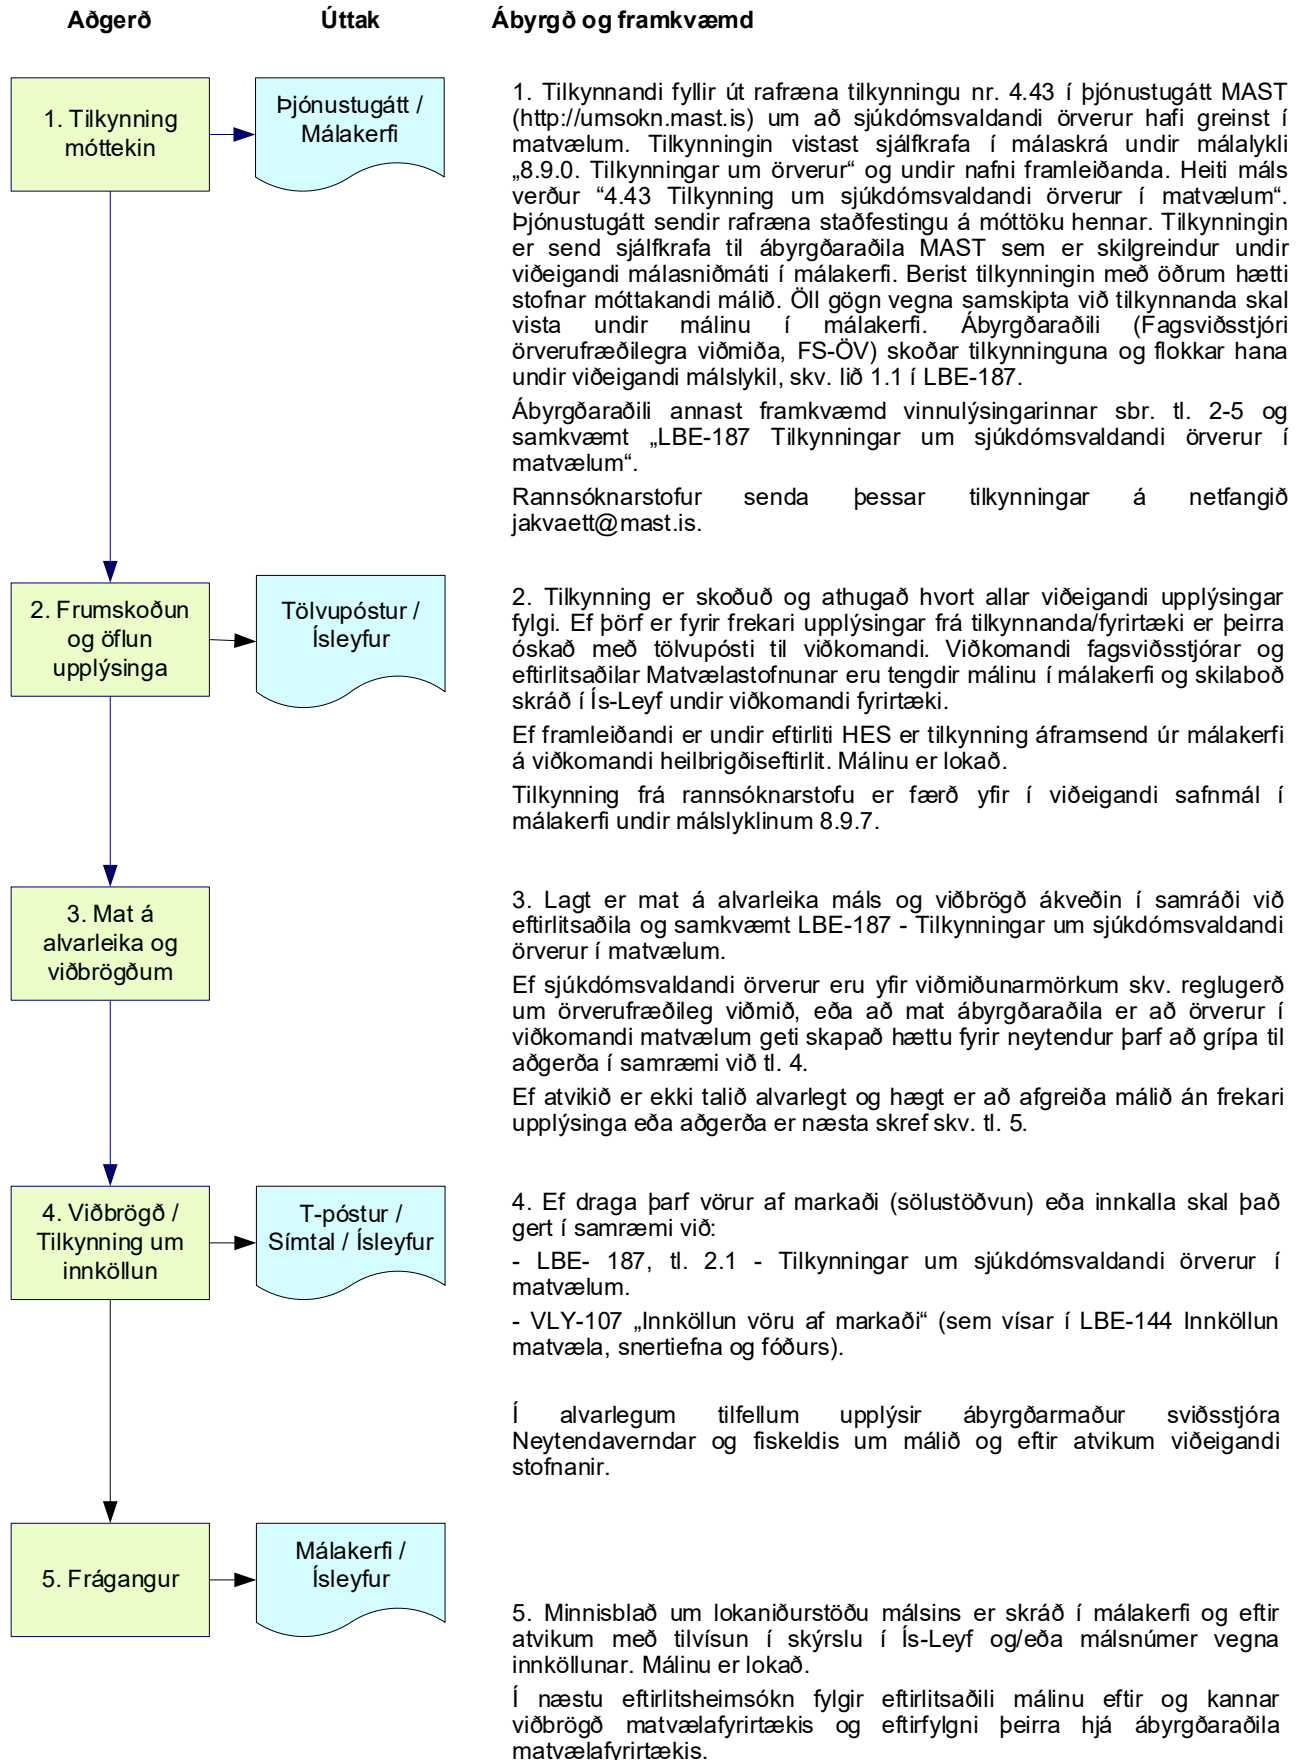 Aðgerð Úttak Ábyrgð og framkvæmd
1. Tilkynning
móttekin
Þjónustugátt /
Málakerfi
1. Tilkynnandi fyllir út rafræna tilkynningu nr. 4.43 í þjónustugátt MAST
(http://umsokn.mast.is) um að sjúkdómsvaldandi örverur hafi greinst í
matvælum. Tilkynningin vistast sjálfkrafa í málaskrá undir málalykli
„8.9.0. Tilkynningar um örverur“ og undir nafni framleiðanda. Heiti máls
verður “4.43 Tilkynning um sjúkdómsvaldandi örverur í matvælum“.
Þjónustugátt sendir rafræna staðfestingu á móttöku hennar. Tilkynningin
er send sjálfkrafa til ábyrgðaraðila MAST sem er skilgreindur undir
viðeigandi málasniðmáti í málakerfi. Berist tilkynningin með öðrum hætti
stofnar móttakandi málið. Öll gögn vegna samskipta við tilkynnanda skal
vista undir málinu í málakerfi. Ábyrgðaraðili (Fagsviðsstjóri
örverufræðilegra viðmiða, FS-ÖV) skoðar tilkynninguna og flokkar hana
undir viðeigandi málslykil, skv. lið 1.1 í LBE-187.
Ábyrgðaraðili annast framkvæmd vinnulýsingarinnar sbr. tl. 2-5 og
samkvæmt „LBE-187 Tilkynningar um sjúkdómsvaldandi örverur í
matvælum“.
Rannsóknarstofur senda þessar tilkynningar á netfangið
jakvaett@mast.is.
2. Frumskoðun
og öflun
upplýsinga
Tölvupóstur /
Ísleyfur
2. Tilkynning er skoðuð og athugað hvort allar viðeigandi upplýsingar
fylgi. Ef þörf er fyrir frekari upplýsingar frá tilkynnanda/fyrirtæki er þeirra
óskað með tölvupósti til viðkomandi. Viðkomandi fagsviðsstjórar og
eftirlitsaðilar Matvælastofnunar eru tengdir málinu í málakerfi og skilaboð
skráð í Ís-Leyf undir viðkomandi fyrirtæki.
Ef framleiðandi er undir eftirliti HES er tilkynning áframsend úr málakerfi
á viðkomandi heilbrigðiseftirlit. Málinu er lokað.
Tilkynning frá rannsóknarstofu er færð yfir í viðeigandi safnmál í
málakerfi undir málslyklinum 8.9.7.
3. Mat á
alvarleika og
viðbrögðum
3. Lagt er mat á alvarleika máls og viðbrögð ákveðin í samráði við
eftirlitsaðila og samkvæmt LBE-187 - Tilkynningar um sjúkdómsvaldandi
örverur í matvælum.
Ef sjúkdómsvaldandi örverur eru yfir viðmiðunarmörkum skv. reglugerð
um örverufræðileg viðmið, eða að mat ábyrgðaraðila er að örverur í
viðkomandi matvælum geti skapað hættu fyrir neytendur þarf að grípa til
aðgerða í samræmi við tl. 4.
Ef atvikið er ekki talið alvarlegt og hægt er að afgreiða málið án frekari
upplýsinga eða aðgerða er næsta skref skv. tl. 5.
4. Viðbrögð /
Tilkynning um
innköllun
T-póstur /
Símtal / Ísleyfur
4. Ef draga þarf vörur af markaði (sölustöðvun) eða innkalla skal það
gert í samræmi við:
- LBE- 187, tl. 2.1 - Tilkynningar um sjúkdómsvaldandi örverur í
matvælum.
- VLY-107 „Innköllun vöru af markaði“ (sem vísar í LBE-144 Innköllun
matvæla, snertiefna og fóðurs).
Í alvarlegum tilfellum upplýsir ábyrgðarmaður sviðsstjóra
Neytendaverndar og fiskeldis um málið og eftir atvikum viðeigandi
stofnanir.
5. Frágangur
Málakerfi /
Ísleyfur
5. Minnisblað um lokaniðurstöðu málsins er skráð í málakerfi og eftir
atvikum með tilvísun í skýrslu í Ís-Leyf og/eða málsnúmer vegna
innköllunar. Málinu er lokað.
Í næstu eftirlitsheimsókn fylgir eftirlitsaðili málinu eftir og kannar
viðbrögð matvælafyrirtækis og eftirfylgni þeirra hjá ábyrgðaraðila
matvælafyrirtækis.